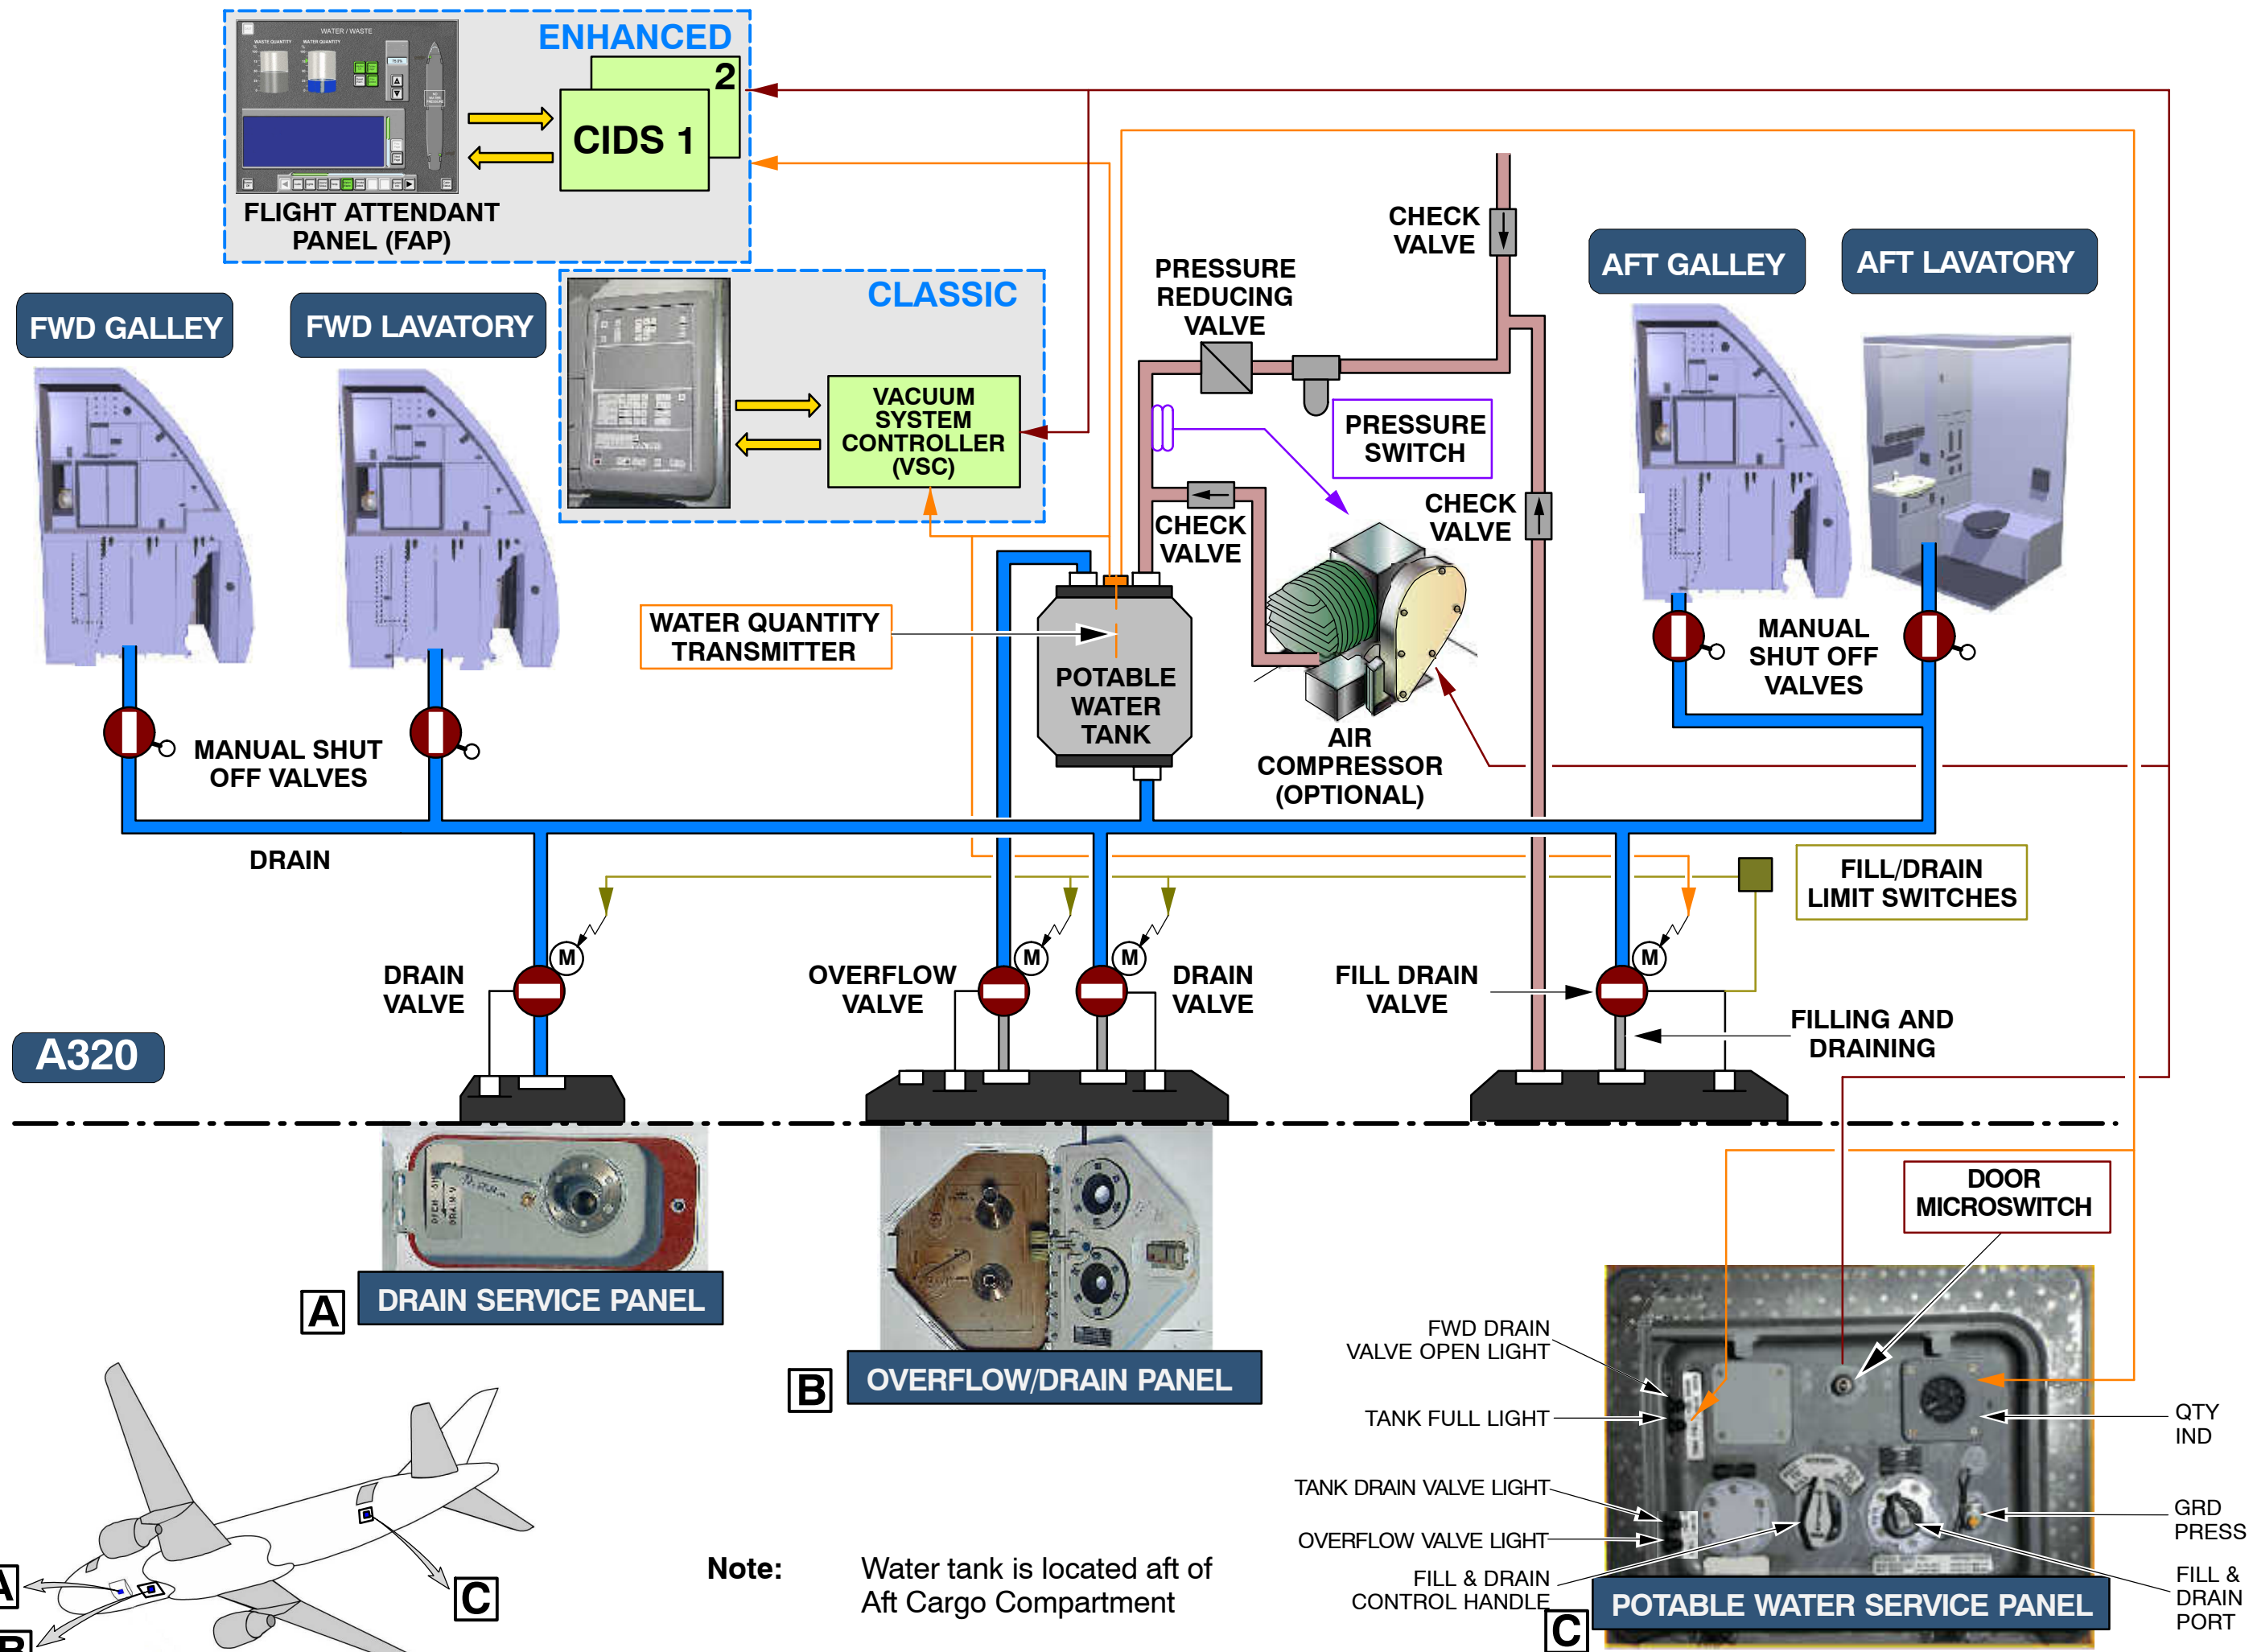 WATER / WASTE
WASTE QUANTITY
WATER QUANTITY
ENHANCED
2
CIDS 1
FLIGHT ATTENDANT
PANEL (FAP)
CLASSIC
VACUUM
SYSTEM
CONTROLLER
(VSC)
FWD GALLEY
FWD LAVATORY
CHECK
VALVE
PRESSURE
REDUCING
VALVE
AFT GALLEY
AFT LAVATORY
PRESSURE
SWITCH
CHECK
VALVE
CHECK
VALVE
WATER QUANTITY
TRANSMITTER
POTABLE
WATER
TANK
MANUAL
SHUT OFF
VALVES
AIR
COMPRESSOR
(OPTIONAL)
MANUAL SHUT
OFF VALVES
DRAIN
FILL/DRAIN
LIMIT SWITCHES
M
M
M
M
DRAIN
VALVE
OVERFLOW
VALVE
DRAIN
VALVE
FILL DRAIN
VALVE
FILLING AND
DRAINING
A320
DOOR
MICROSWITCH
A
DRAIN SERVICE PANEL
B
OVERFLOW/DRAIN PANEL
FWD DRAIN
VALVE OPEN LIGHT
TANK FULL LIGHT
TANK DRAIN VALVE LIGHT
OVERFLOW VALVE LIGHT
FILL & DRAIN
CONTROL HANDLE
QTY
IND
GRD
PRESS
FILL &
DRAIN
PORT
C
POTABLE WATER SERVICE PANEL
A
B
C
Note:
Water tank is located aft of
Aft Cargo Compartment